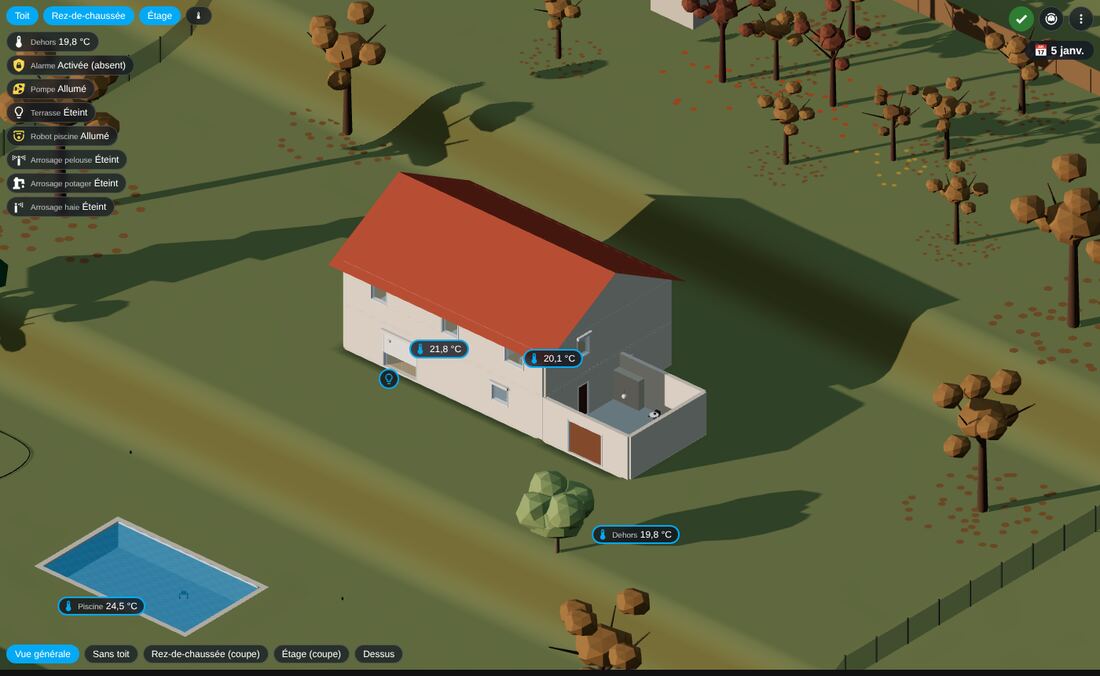 Toit Rez-de-chaussée Étage
Dehors 19,8 °C
Alarme Activée (absent)
Pompe Allumé
Terrasse Éteint
Robot piscine Allumé
Arrosage pelouse Éteint
Arrosage potager Éteint
Arrosage haie Éteint
17 5 janv.
21,8 °C
20,1 °C
Dehors 19,8 °C
Piscine 24,5 °C
Vue générale Sans toit Rez-de-chaussée (coupe) Étage (coupe) Dessus